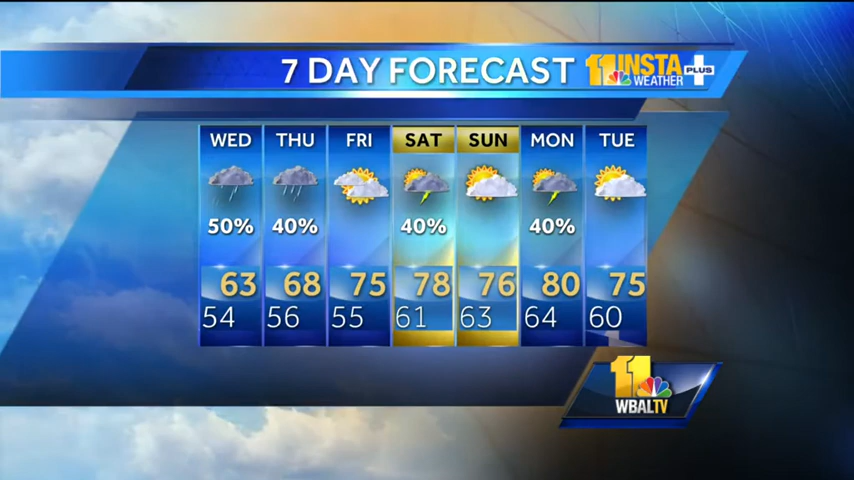 7 DAY FORECAST 11 INSTA WEATHER PLUS
WED THU FRI SAT SUN MON TUE
50% 40% 40% 40%
63 68 75 78 76 80 75
54 56 55 61 63 64 60
11
WBALTV